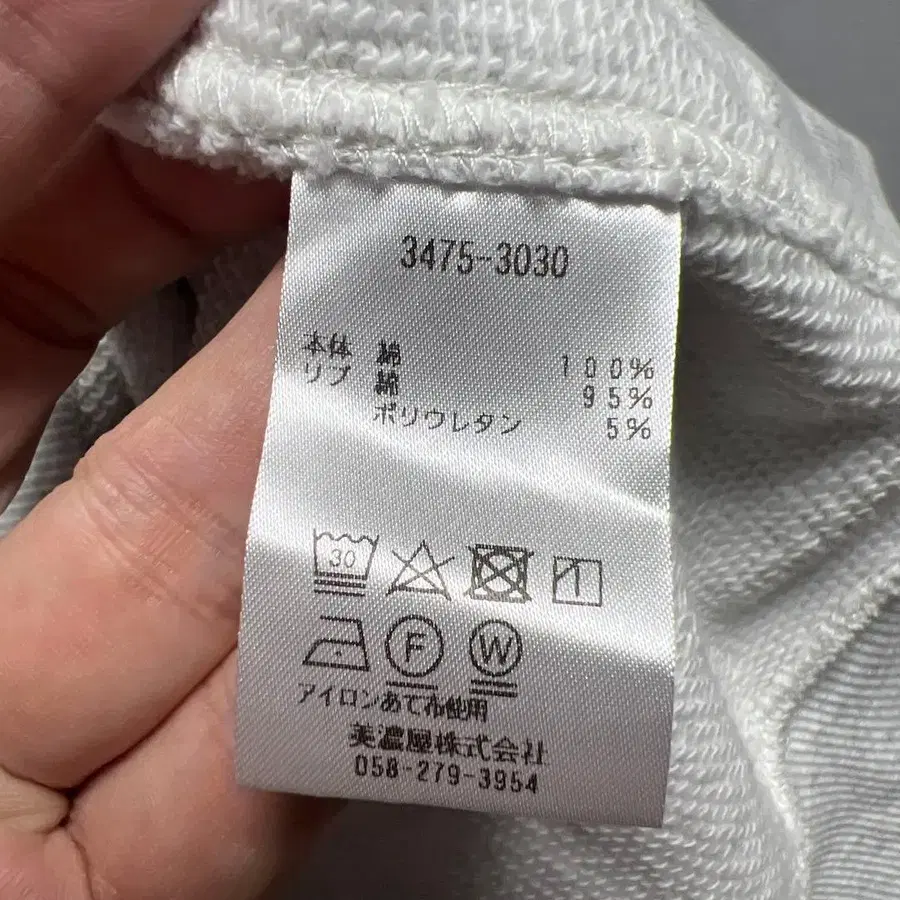 3475-3030
本体 綿 100%
リブ 綿 95%
ポリウレタン 5%
30
F W
アイロンあて布使用
美濃屋株式会社
058-279-3954